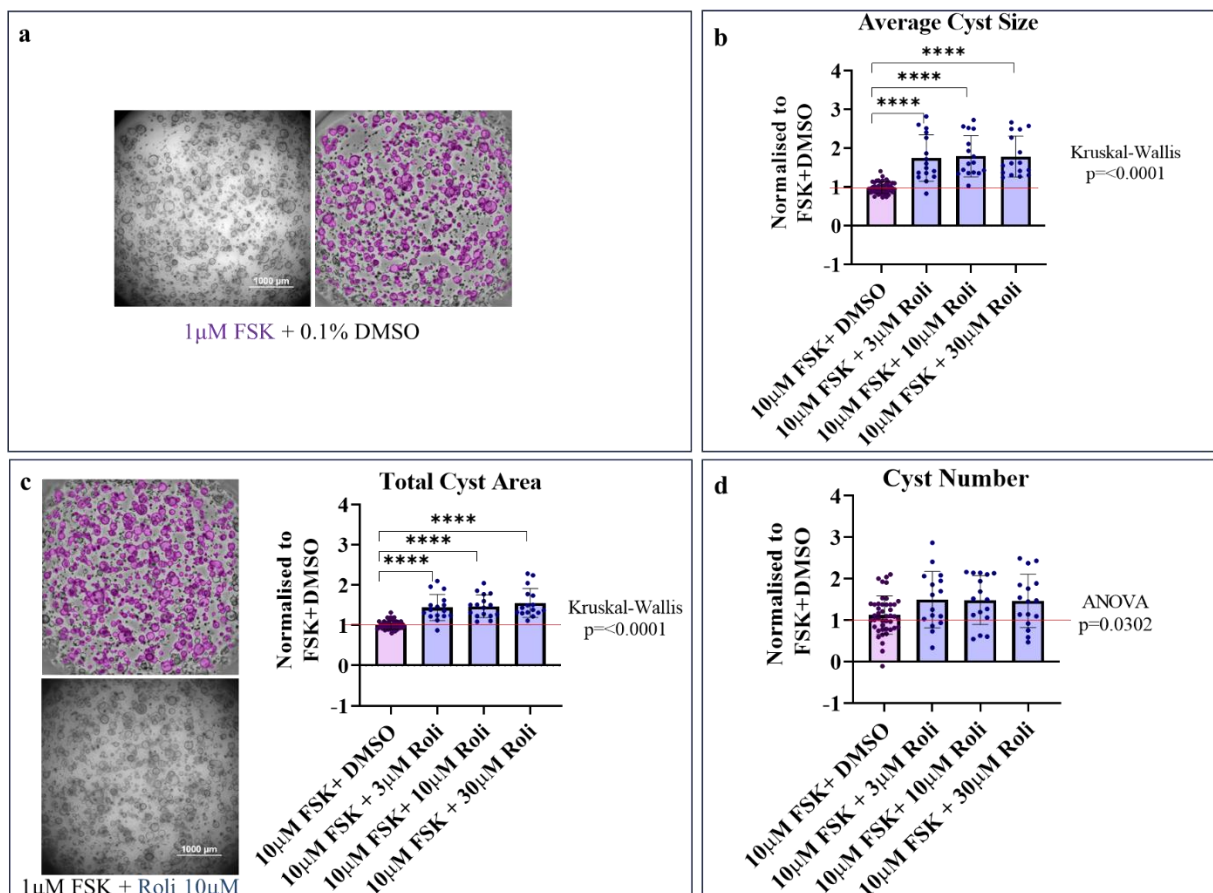 a
1000 µm
1µM FSK + 0.1% DMSO
b
Average Cyst Size
Normalised to
FSK+DMSO
4
3
2
1
0
-1
****
****
****
Kruskal-Wallis
p=<0.0001
10µM FSK+ DMSO
10µM FSK + 3µM Roli
10µM FSK+ 10µM Roli
10µM FSK + 30µM Roli
c
1000 µm
1µM FSK + Roli 10µM
Total Cyst Area
Normalised to
FSK+DMSO
4
3
2
1
0
-1
****
****
****
Kruskal-Wallis
p=<0.0001
10µM FSK+ DMSO
10µM FSK + 3µM Roli
10µM FSK+ 10µM Roli
10µM FSK + 30µM Roli
d
Cyst Number
Normalised to
FSK+DMSO
4
3
2
1
0
-1
ANOVA
p=0.0302
10µM FSK+ DMSO
10µM FSK + 3µM Roli
10µM FSK+ 10µM Roli
10µM FSK + 30µM Roli